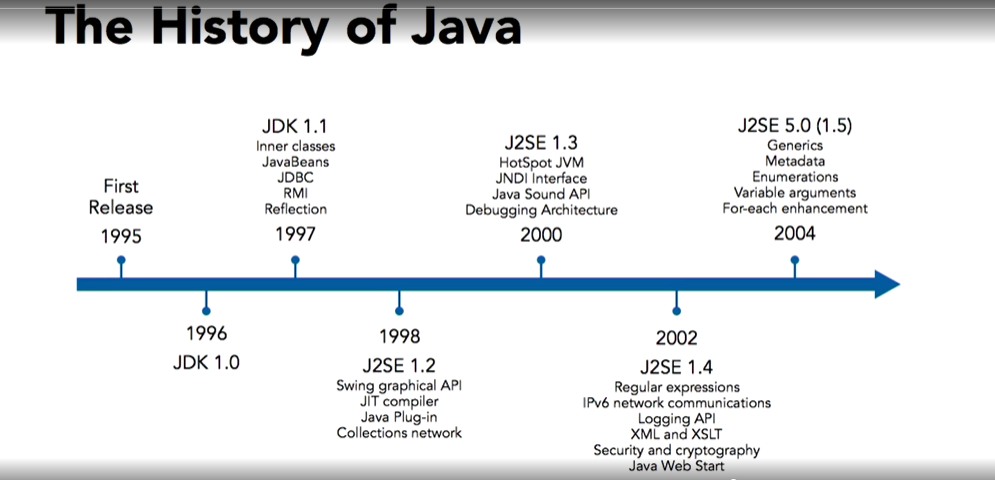 The History of Java
First
Release
1995
1996
JDK 1.0
JDK 1.1
Inner classes
JavaBeans
JDBC
RMI
Reflection
1997
1998
J2SE 1.2
Swing graphical API
JIT compiler
Java Plug-in
Collections network
J2SE 1.3
HotSpot JVM
JNDI Interface
Java Sound API
Debugging Architecture
2000
2002
J2SE 1.4
Regular expressions
IPv6 network communications
Logging API
XML and XSLT
Security and cryptography
Java Web Start
J2SE 5.0 (1.5)
Generics
Metadata
Enumerations
Variable arguments
For-each enhancement
2004